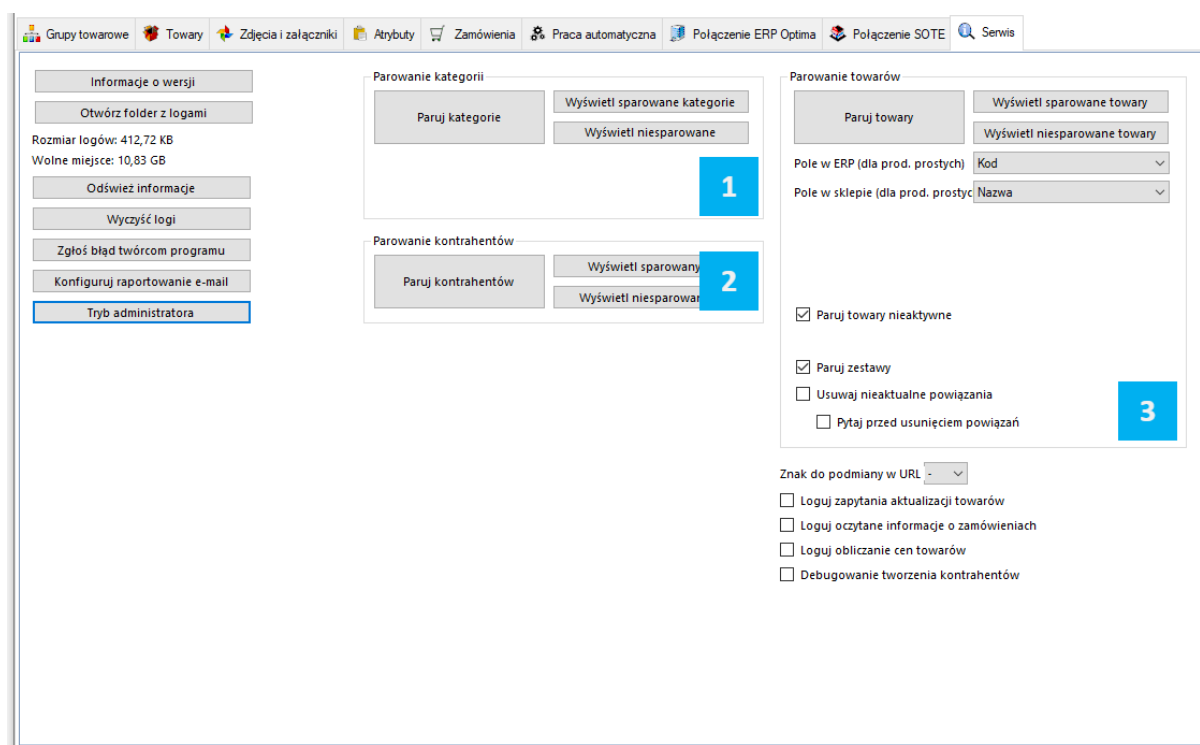 Grupy towarowe Towary Zdjęcia i załączniki Atrybuty Zamówienia Praca automatyczna Połączenie ERP Optima Połączenie SOTE Serwis
Informacje o wersji
Otwórz folder z logami
Rozmiar logów: 412,72 KB
Wolne miejsce: 10,83 GB
Odśwież informacje
Wyczyść logi
Zgłoś błąd twórcom programu
Konfiguruj raportowanie e-mail
Tryb administratora
Parowanie kategorii
Paruj kategorie
Wyświetl sparowane kategorie
Wyświetl niesparowane
1
Parowanie kontrahentów
Paruj kontrahentów
Wyświetl sparowany
Wyświetl niesparowan
2
Parowanie towarów
Paruj towary
Wyświetl sparowane towary
Wyświetl niesparowane towary
Pole w ERP (dla prod. prostych) Kod
Pole w sklepie (dla prod. prostyc Nazwa
Paruj towary nieaktywne
Paruj zestawy
Usuwaj nieaktualne powiązania
Pytaj przed usunięciem powiązań
3
Znak do podmiany w URL -
Loguj zapytania aktualizacji towarów
Loguj oczytane informacje o zamówieniach
Loguj obliczanie cen towarów
Debugowanie tworzenia kontrahentów